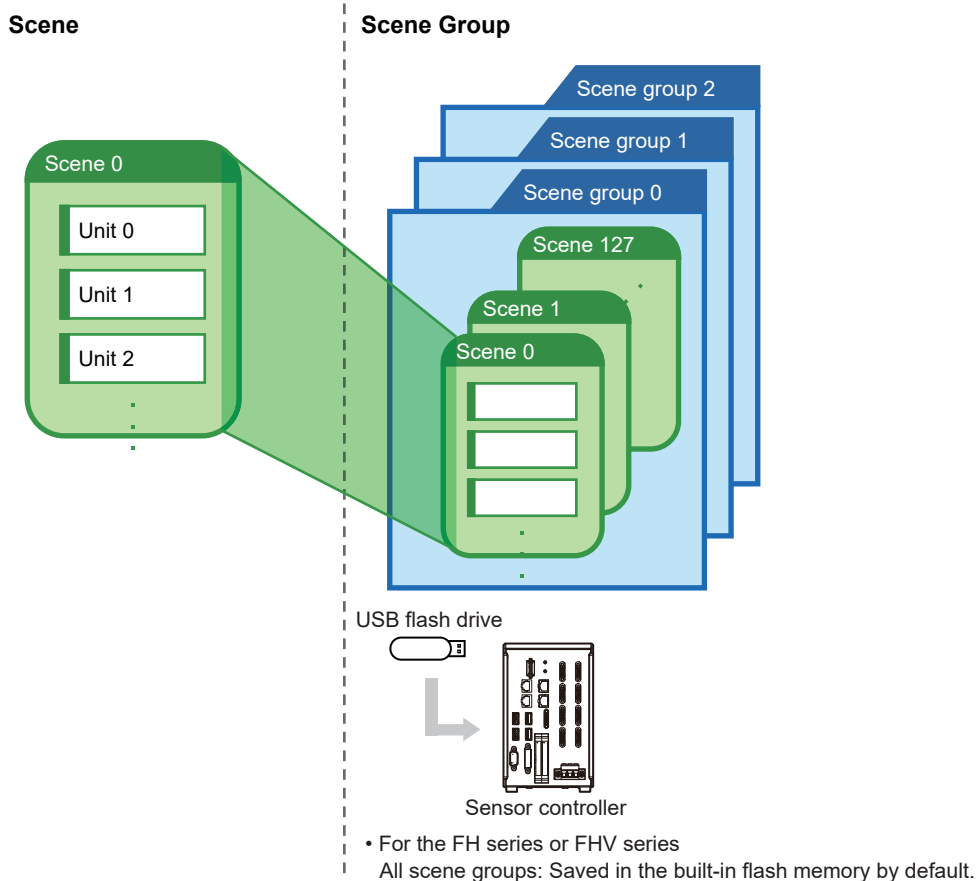 Scene
Scene Group
Scene 0
Unit 0
Unit 1
Unit 2
Scene group 2
Scene group 1
Scene group 0
Scene 127
Scene 1
Scene 0
USB flash drive
Sensor controller
• For the FH series or FHV series
All scene groups: Saved in the built-in flash memory by default.